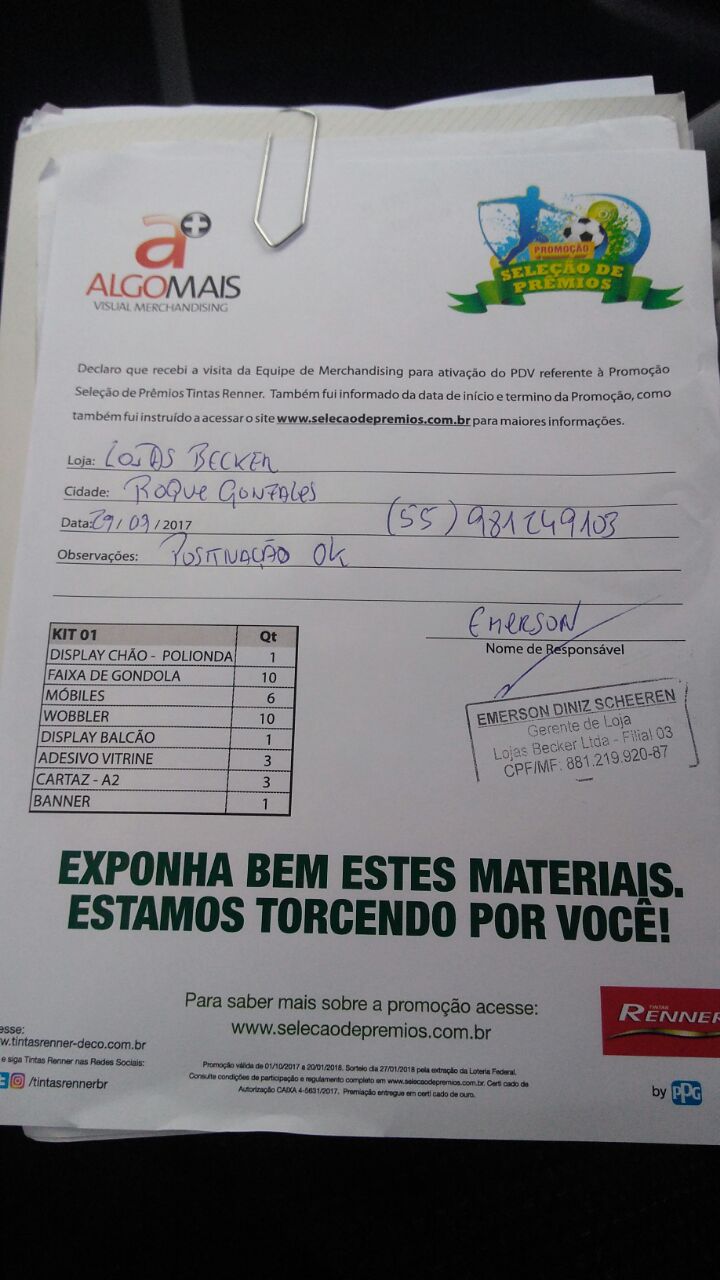 a+
ALGOMAIS
VISUAL MERCHANDISING
PROMOÇÃO
SELEÇÃO DE
PRÊMIOS
Declaro que recebi a visita da Equipe de Merchandising para ativação do PDV referente à Promoção
Seleção de Prêmios Tintas Renner. Também fui informado da data de início e termino da Promoção, como
também fui instruído a acessar o site www.selecaodepremios.com.br para maiores informações.
Loja: LOJAS BECKER
Cidade: ROQUE GONZALES
Data: 29/09/2017 (55) 981249103
Observações: POSITIVAÇÃO OK
EMERSON
Nome de Responsável
KIT 01 Qt
DISPLAY CHÃO - POLIONDA 1
FAIXA DE GONDOLA 10
MÓBILES 6
WOBBLER 10
DISPLAY BALCÃO 1
ADESIVO VITRINE 3
CARTAZ - A2 3
BANNER 1
EMERSON DINIZ SCHEEREN
Gerente de Loja
Lojas Becker Ltda - Filial 03
CPF/MF: 881.219.920-87
EXPONHA BEM ESTES MATERIAIS.
ESTAMOS TORCENDO POR VOCÊ!
Para saber mais sobre a promoção acesse:
www.selecaodepremios.com.br
esse:
w.tintasrenner-deco.com.br
e siga Tintas Renner nas Redes Sociais:
/tintasrennerbr
Promoção válida de 01/10/2017 a 20/01/2018. Sorteio dia 27/01/2018 pela extração da Loteria Federal.
Consulte condições de participação e regulamento completo em www.selecaodepremios.com.br. Certi cado de
Autorização CAIXA 4-5631/2017. Premiação entregue em certi cado de ouro.
TINTAS
RENNER
by PPG